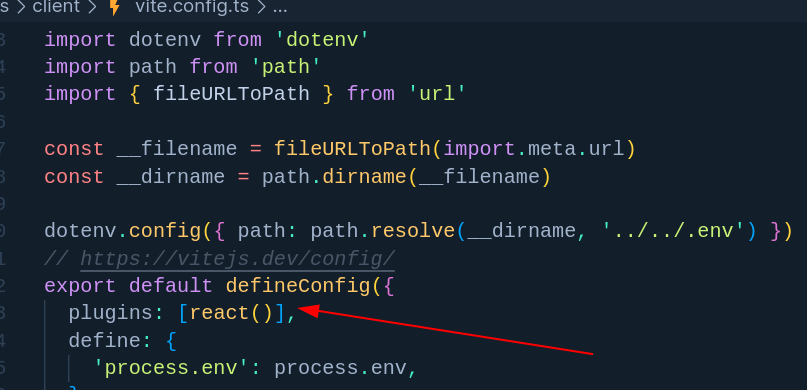 s > client > vite.config.ts > ...
3 import dotenv from 'dotenv'
4 import path from 'path'
5 import { fileURLToPath } from 'url'
6
7 const __filename = fileURLToPath(import.meta.url)
8 const __dirname = path.dirname(__filename)
9
0 dotenv.config({ path: path.resolve(__dirname, '../../.env') })
1 // https://vitejs.dev/config/
2 export default defineConfig({
3 plugins: [react()],
4 define: {
5 'process.env': process.env,
}